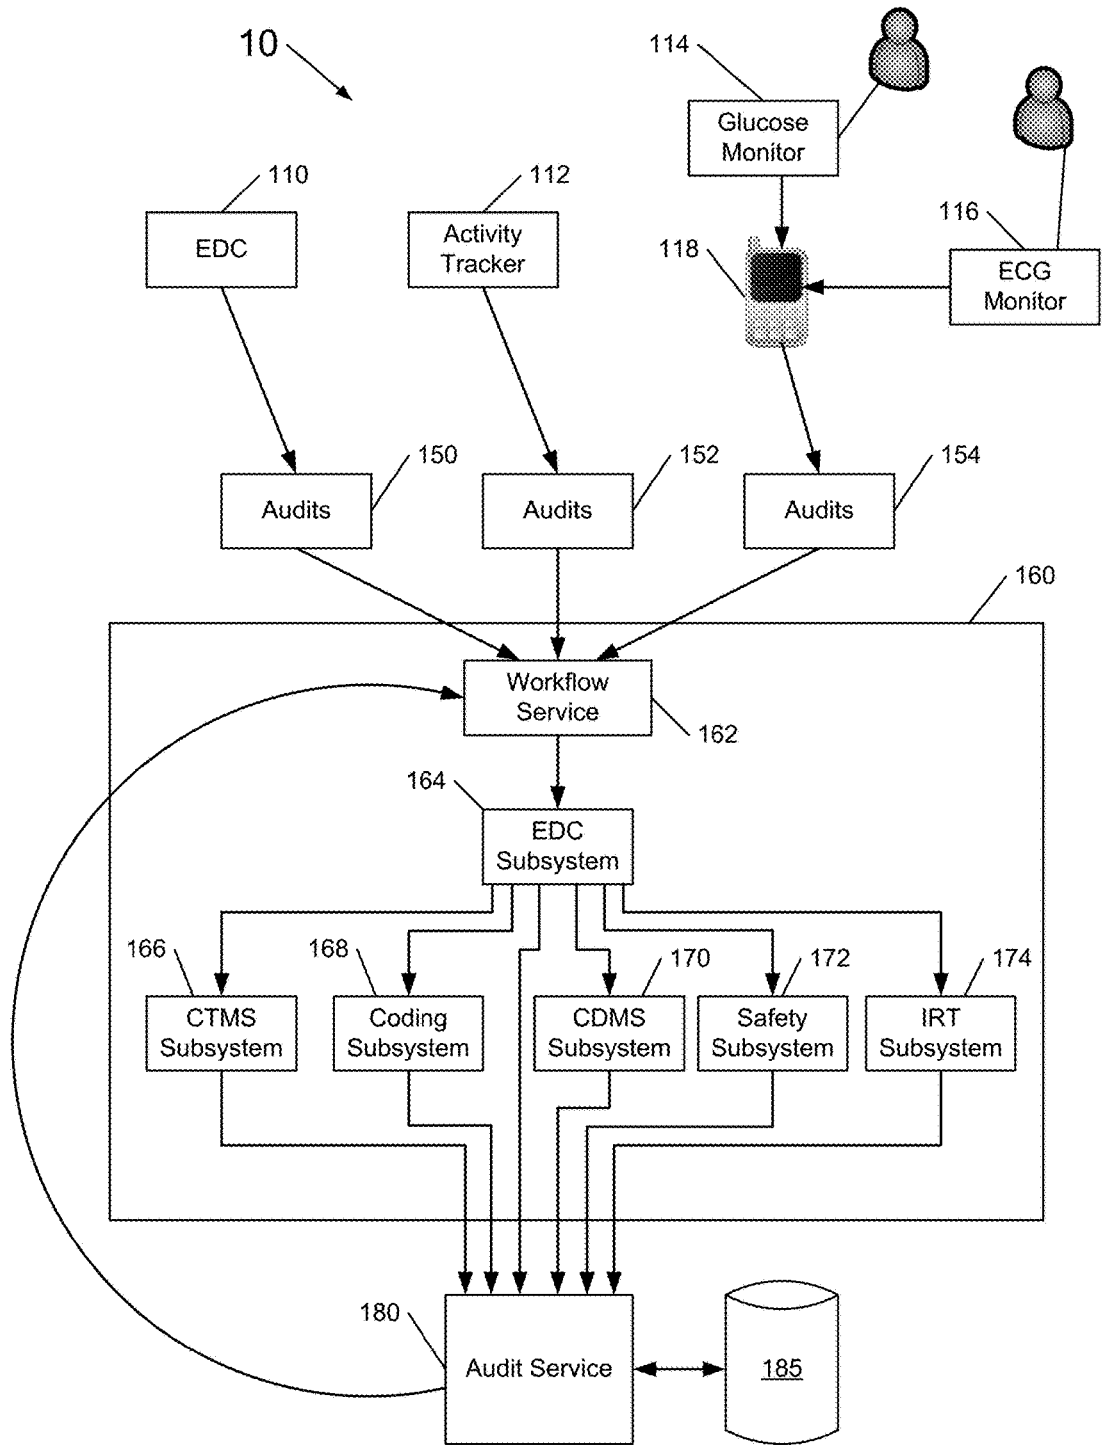 10
114
Glucose
Monitor
110
112
116
EDC
Activity
Tracker
118
ECG
Monitor
150
152
154
Audits
Audits
Audits
160
Workflow
Service
162
164
EDC
Subsystem
166
168
170
172
174
CTMS
Subsystem
Coding
Subsystem
CDMS
Subsystem
Safety
Subsystem
IRT
Subsystem
180
Audit Service
185